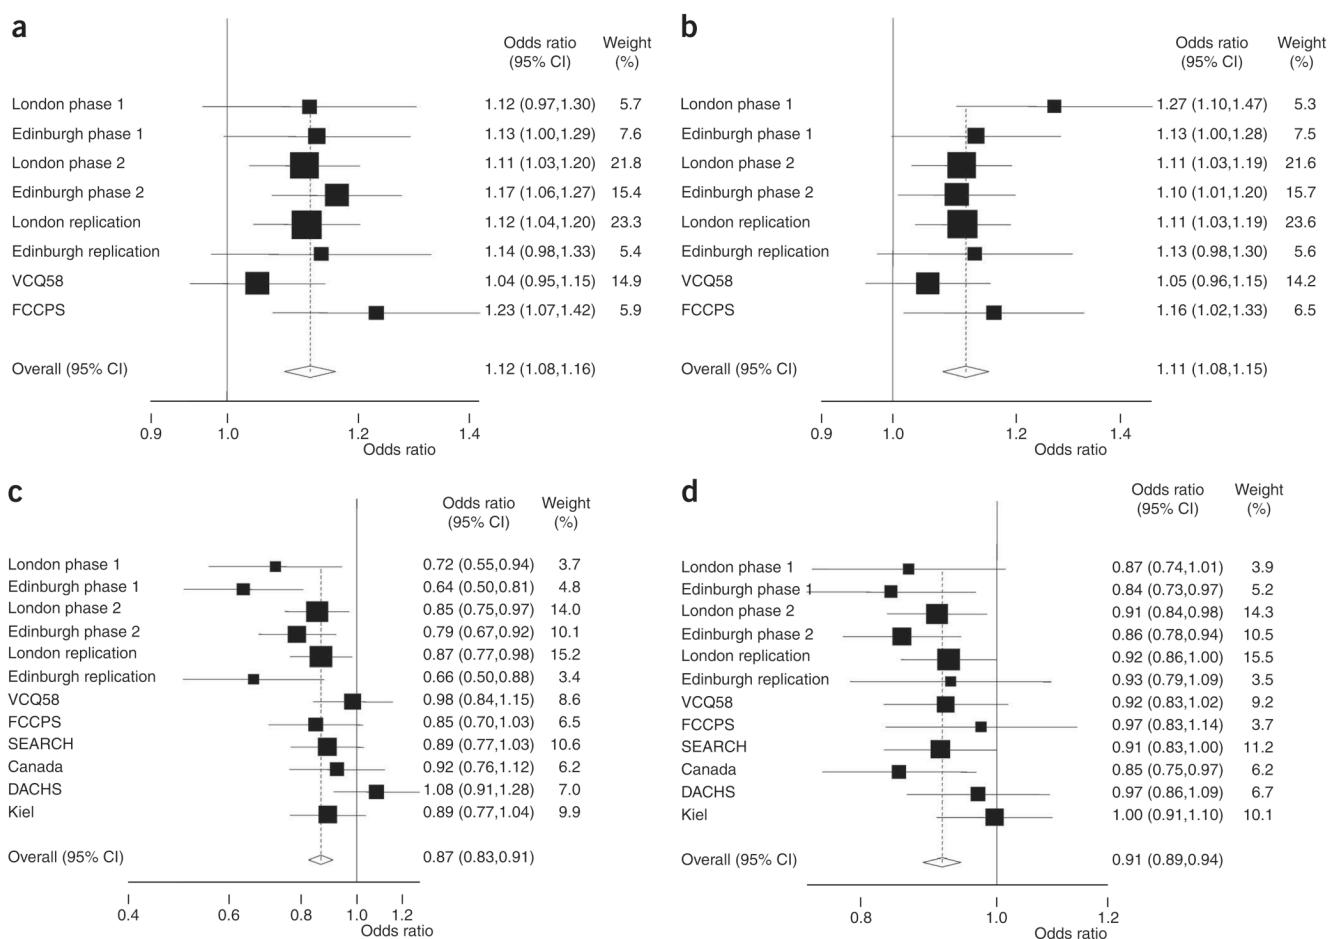 a
Odds ratio Weight
(95% CI) (%)
London phase 1 1.12 (0.97,1.30) 5.7
Edinburgh phase 1 1.13 (1.00,1.29) 7.6
London phase 2 1.11 (1.03,1.20) 21.8
Edinburgh phase 2 1.17 (1.06,1.27) 15.4
London replication 1.12 (1.04,1.20) 23.3
Edinburgh replication 1.14 (0.98,1.33) 5.4
VCQ58 1.04 (0.95,1.15) 14.9
FCCPS 1.23 (1.07,1.42) 5.9
Overall (95% CI) 1.12 (1.08,1.16)
0.9 1.0 1.2 1.4
Odds ratio
b
Odds ratio Weight
(95% CI) (%)
London phase 1 1.27 (1.10,1.47) 5.3
Edinburgh phase 1 1.13 (1.00,1.28) 7.5
London phase 2 1.11 (1.03,1.19) 21.6
Edinburgh phase 2 1.10 (1.01,1.20) 15.7
London replication 1.11 (1.03,1.19) 23.6
Edinburgh replication 1.13 (0.98,1.30) 5.6
VCQ58 1.05 (0.96,1.15) 14.2
FCCPS 1.16 (1.02,1.33) 6.5
Overall (95% CI) 1.11 (1.08,1.15)
0.9 1.0 1.2 1.4
Odds ratio
c
Odds ratio Weight
(95% CI) (%)
London phase 1 0.72 (0.55,0.94) 3.7
Edinburgh phase 1 0.64 (0.50,0.81) 4.8
London phase 2 0.85 (0.75,0.97) 14.0
Edinburgh phase 2 0.79 (0.67,0.92) 10.1
London replication 0.87 (0.77,0.98) 15.2
Edinburgh replication 0.66 (0.50,0.88) 3.4
VCQ58 0.98 (0.84,1.15) 8.6
FCCPS 0.85 (0.70,1.03) 6.5
SEARCH 0.89 (0.77,1.03) 10.6
Canada 0.92 (0.76,1.12) 6.2
DACHS 1.08 (0.91,1.28) 7.0
Kiel 0.89 (0.77,1.04) 9.9
Overall (95% CI) 0.87 (0.83,0.91)
0.4 0.6 0.8 1.0 1.2
Odds ratio
d
Odds ratio Weight
(95% CI) (%)
London phase 1 0.87 (0.74,1.01) 3.9
Edinburgh phase 1 0.84 (0.73,0.97) 5.2
London phase 2 0.91 (0.84,0.98) 14.3
Edinburgh phase 2 0.86 (0.78,0.94) 10.5
London replication 0.92 (0.86,1.00) 15.5
Edinburgh replication 0.93 (0.79,1.09) 3.5
VCQ58 0.92 (0.83,1.02) 9.2
FCCPS 0.97 (0.83,1.14) 3.7
SEARCH 0.91 (0.83,1.00) 11.2
Canada 0.85 (0.75,0.97) 6.2
DACHS 0.97 (0.86,1.09) 6.7
Kiel 1.00 (0.91,1.10) 10.1
Overall (95% CI) 0.91 (0.89,0.94)
0.8 1.0 1.2
Odds ratio